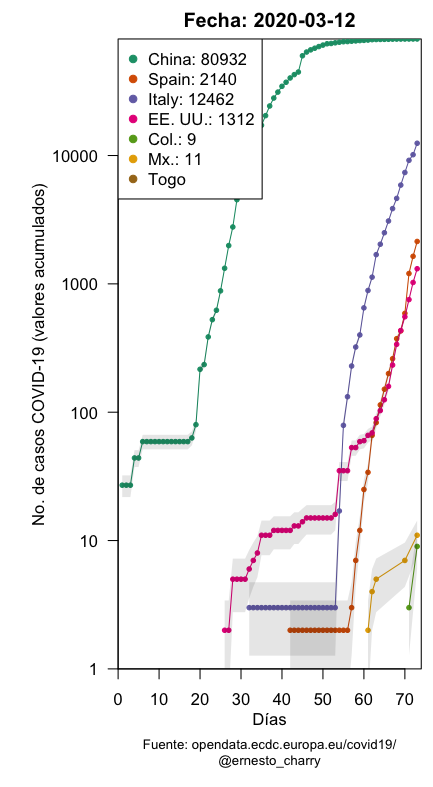 Fecha: 2020-03-12
China: 80932
Spain: 2140
Italy: 12462
EE. UU.: 1312
Col.: 9
Mx.: 11
Togo
No. de casos COVID-19 (valores acumulados)
10000
1000
100
10
1
0 10 20 30 40 50 60 70
Días
Fuente: opendata.ecdc.europa.eu/covid19/
@ernesto_charry